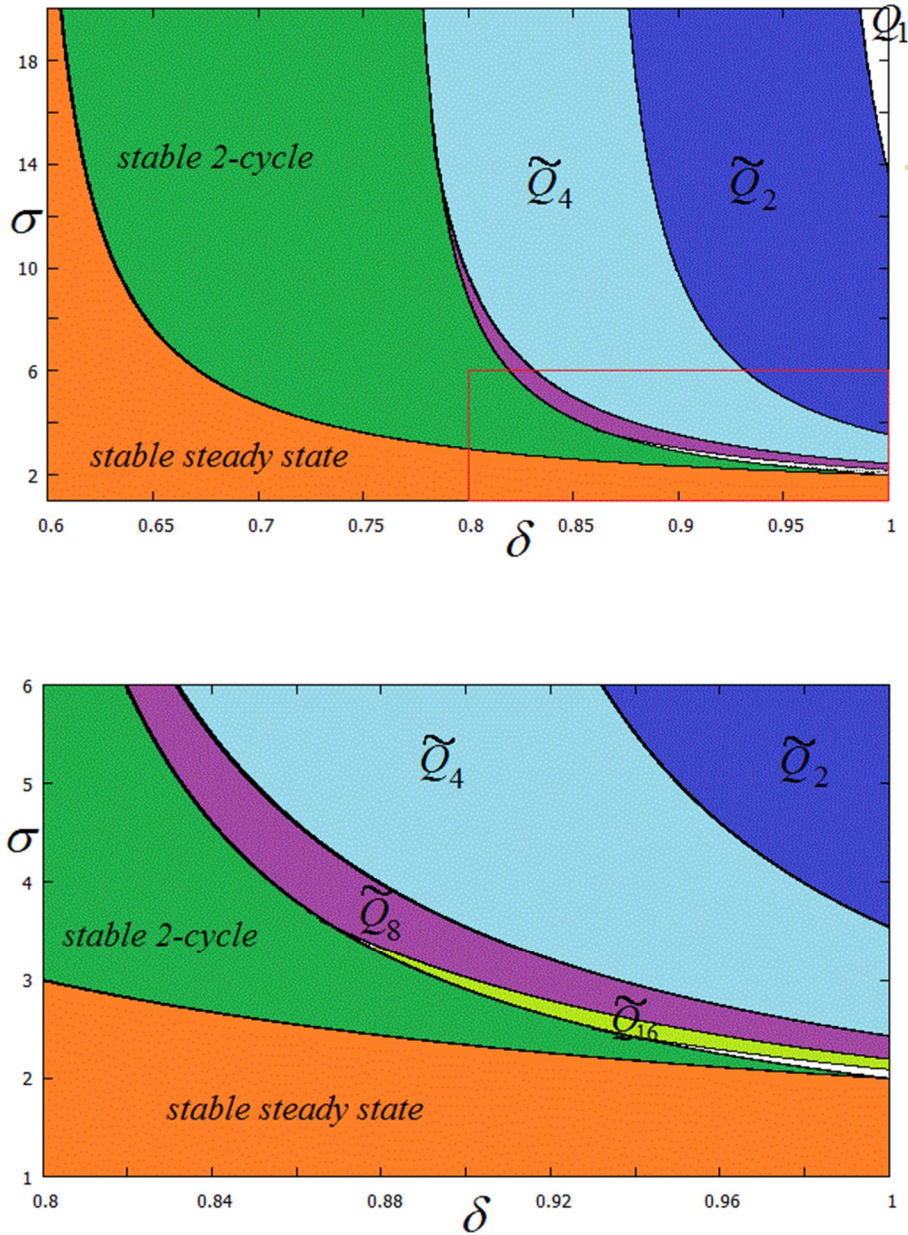 Q̃₁
18
stable 2-cycle
14
Q̃₄
Q̃₂
σ
10
6
stable steady state
2
0.6 0.65 0.7 0.75 0.8 0.85 0.9 0.95 1
δ
6
Q̃₄
Q̃₂
5
σ
4
Q̃₈
stable 2-cycle
3
Q̃₁₆
2
stable steady state
1
0.8 0.84 0.88 0.92 0.96 1
δ